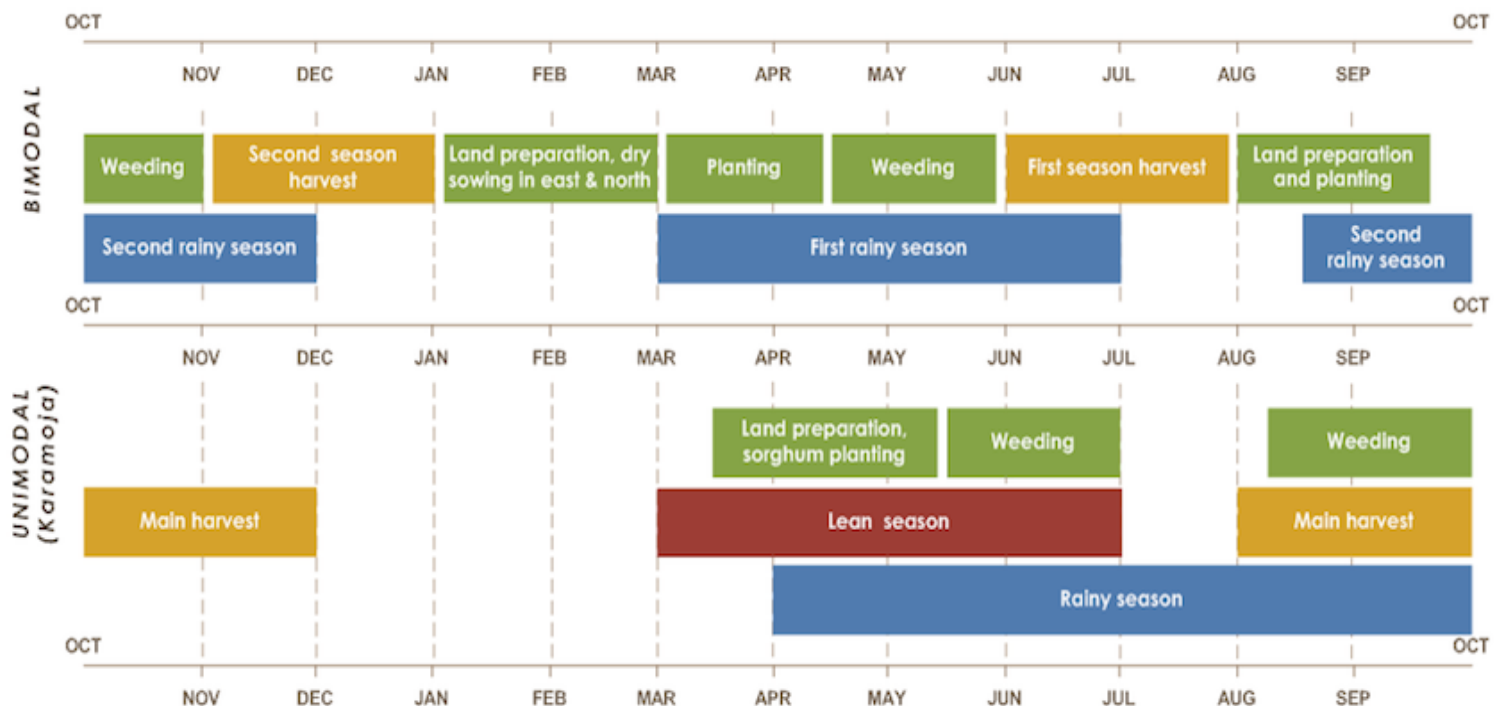 OCT OCT
NOV DEC JAN FEB MAR APR MAY JUN JUL AUG SEP
BIMODAL
Weeding
Second season
harvest
Land preparation, dry
sowing in east & north
Planting
Weeding
First season harvest
Land preparation
and planting
Second rainy season
First rainy season
Second
rainy season
OCT OCT
NOV DEC JAN FEB MAR APR MAY JUN JUL AUG SEP
UNIMODAL
(Karamoja)
Land preparation,
sorghum planting
Weeding
Weeding
Main harvest
Lean season
Main harvest
Rainy season
OCT OCT
NOV DEC JAN FEB MAR APR MAY JUN JUL AUG SEP